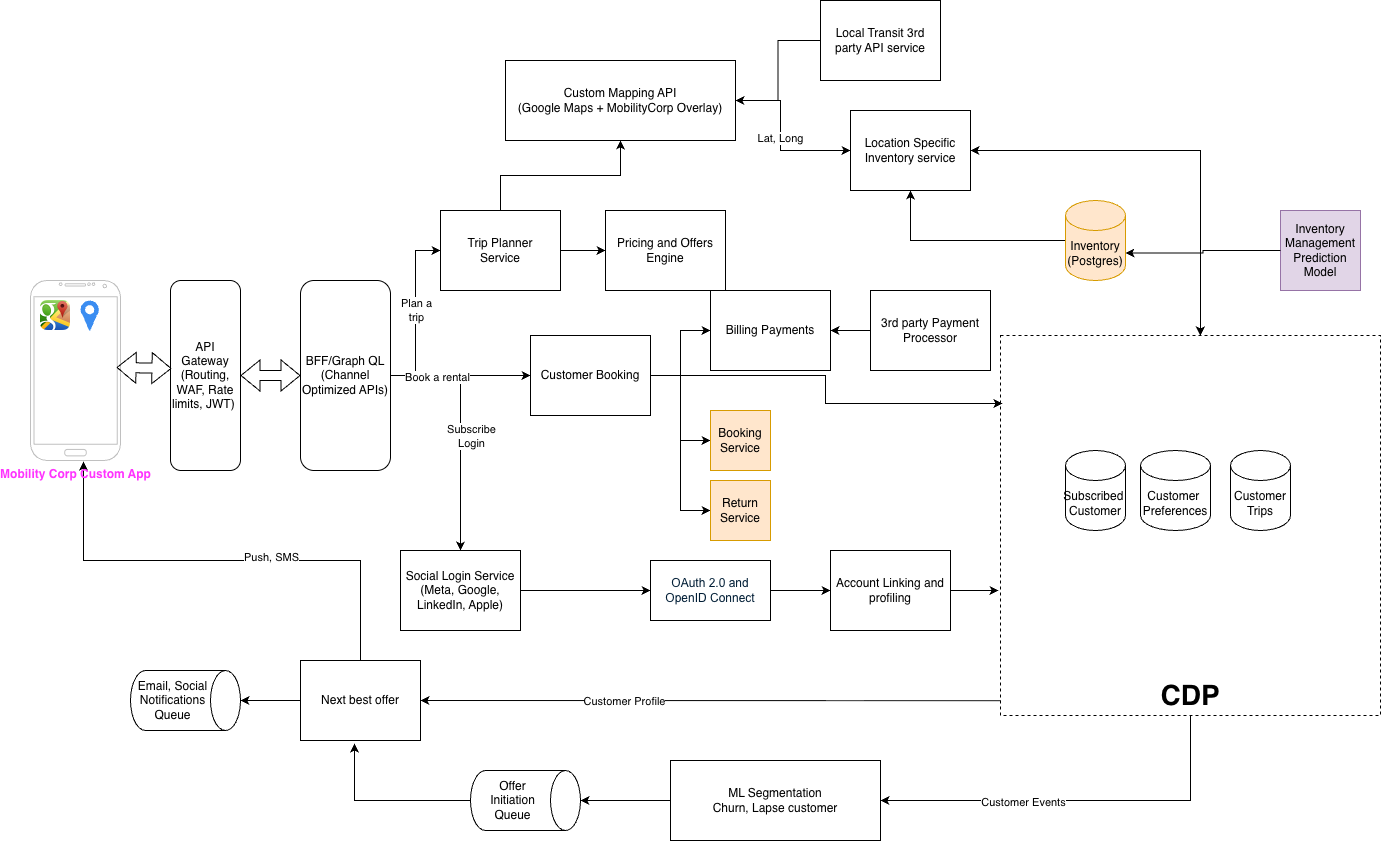 Local Transit 3rd
party API service
Custom Mapping API
(Google Maps + MobilityCorp Overlay)
Lat, Long
Location Specific
Inventory service
Trip Planner
Service
Pricing and Offers
Engine
Inventory
(Postgres)
Inventory
Management
Prediction
Model
Plan a
trip
API
Gateway
(Routing,
WAF, Rate
limits, JWT)
BFF/Graph QL
(Channel
Optimized APIs)
Billing Payments
3rd party Payment
Processor
Book a rental
Customer Booking
Subscribe
Login
Booking
Service
Mobility Corp Custom App
Return
Service
Subscribed
Customer
Customer
Preferences
Customer
Trips
Push, SMS
Social Login Service
(Meta, Google,
LinkedIn, Apple)
OAuth 2.0 and
OpenID Connect
Account Linking and
profiling
Email, Social
Notifications
Queue
Next best offer
Customer Profile
CDP
Offer
Initiation
Queue
ML Segmentation
Churn, Lapse customer
Customer Events